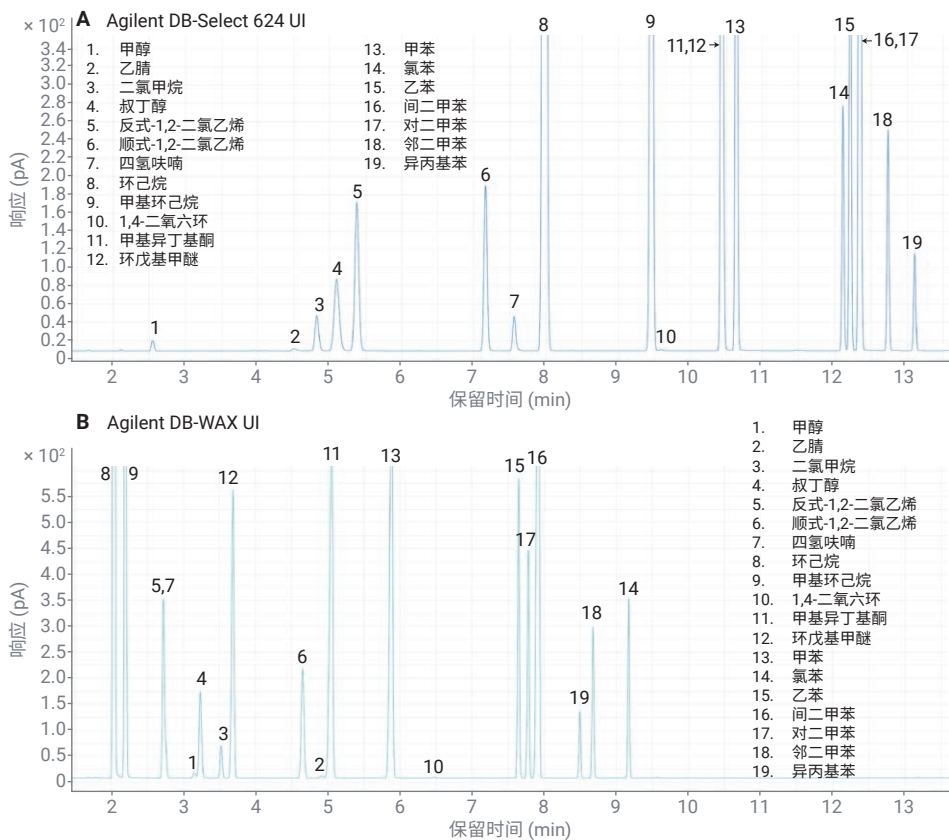 A Agilent DB-Select 624 UI
× 10²
响应 (pA)
3.4
3.2
3.0
2.8
2.6
2.4
2.2
2.0
1.8
1.6
1.4
1.2
1.0
0.8
0.6
0.4
0.2
0
1. 甲醇
2. 乙腈
3. 二氯甲烷
4. 叔丁醇
5. 反式-1,2-二氯乙烯
6. 顺式-1,2-二氯乙烯
7. 四氢呋喃
8. 环己烷
9. 甲基环己烷
10. 1,4-二氧六环
11. 甲基异丁基酮
12. 环戊基甲醚
13. 甲苯
14. 氯苯
15. 乙苯
16. 间二甲苯
17. 对二甲苯
18. 邻二甲苯
19. 异丙基苯
1
2
3
4
5
6
7
8
9
10
11,12
13
14
15
16,17
18
19
2 3 4 5 6 7 8 9 10 11 12 13
保留时间 (min)
B Agilent DB-WAX UI
× 10²
响应 (pA)
5.5
5.0
4.5
4.0
3.5
3.0
2.5
2.0
1.5
1.0
0.5
0
8
9
5,7
1
4
3
12
6
2
11
13
10
15
17
16
19
18
14
1. 甲醇
2. 乙腈
3. 二氯甲烷
4. 叔丁醇
5. 反式-1,2-二氯乙烯
6. 顺式-1,2-二氯乙烯
7. 四氢呋喃
8. 环己烷
9. 甲基环己烷
10. 1,4-二氧六环
11. 甲基异丁基酮
12. 环戊基甲醚
13. 甲苯
14. 氯苯
15. 乙苯
16. 间二甲苯
17. 对二甲苯
18. 邻二甲苯
19. 异丙基苯
2 3 4 5 6 7 8 9 10 11 12 13
保留时间 (min)